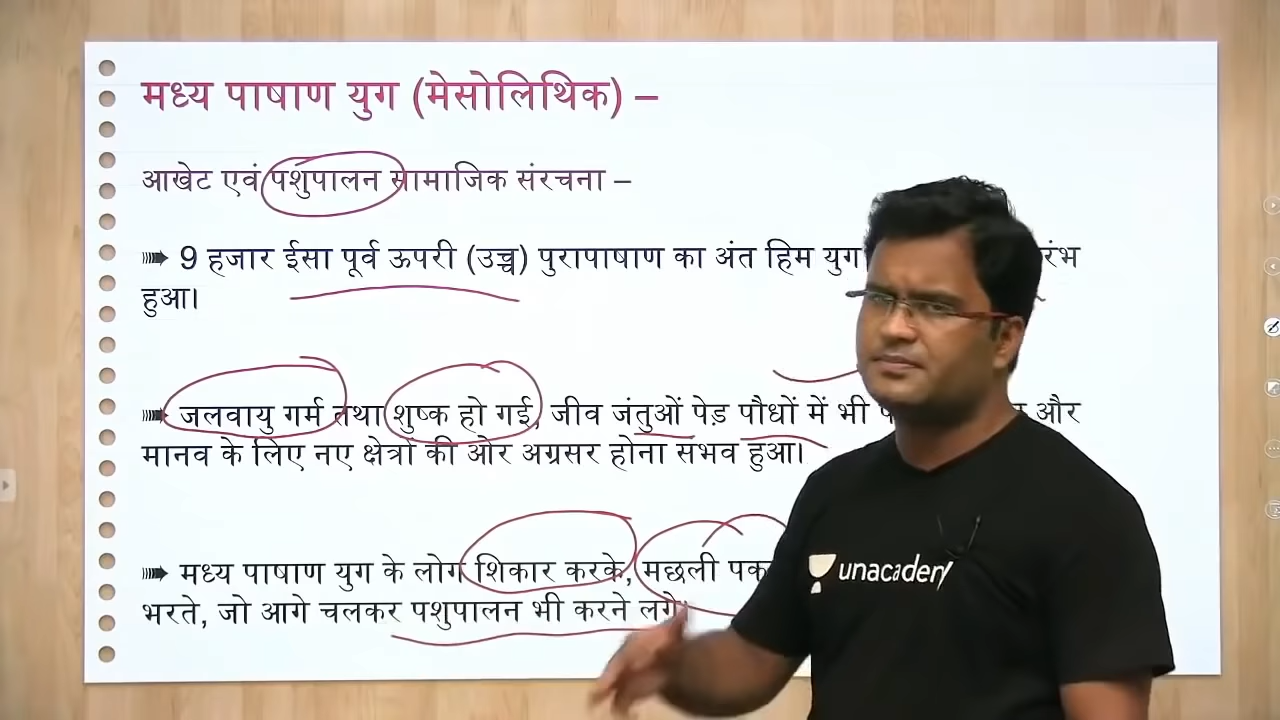 मध्य पाषाण युग (मेसोलिथिक) –
आखेट एवं पशुपालन सामाजिक संरचना –
➠ 9 हजार ईसा पूर्व ऊपरी (उच्च) पुरापाषाण का अंत हिम युग
हुआ।
➠ जलवायु गर्म तथा शुष्क हो गई, जीव जंतुओं पेड़ पौधों में भी और
मानव के लिए नए क्षेत्रों की ओर अग्रसर होना संभव हुआ।
➠ मध्य पाषाण युग के लोग शिकार करके, मछली
भरते, जो आगे चलकर पशुपालन भी करने लगे।
unacademy